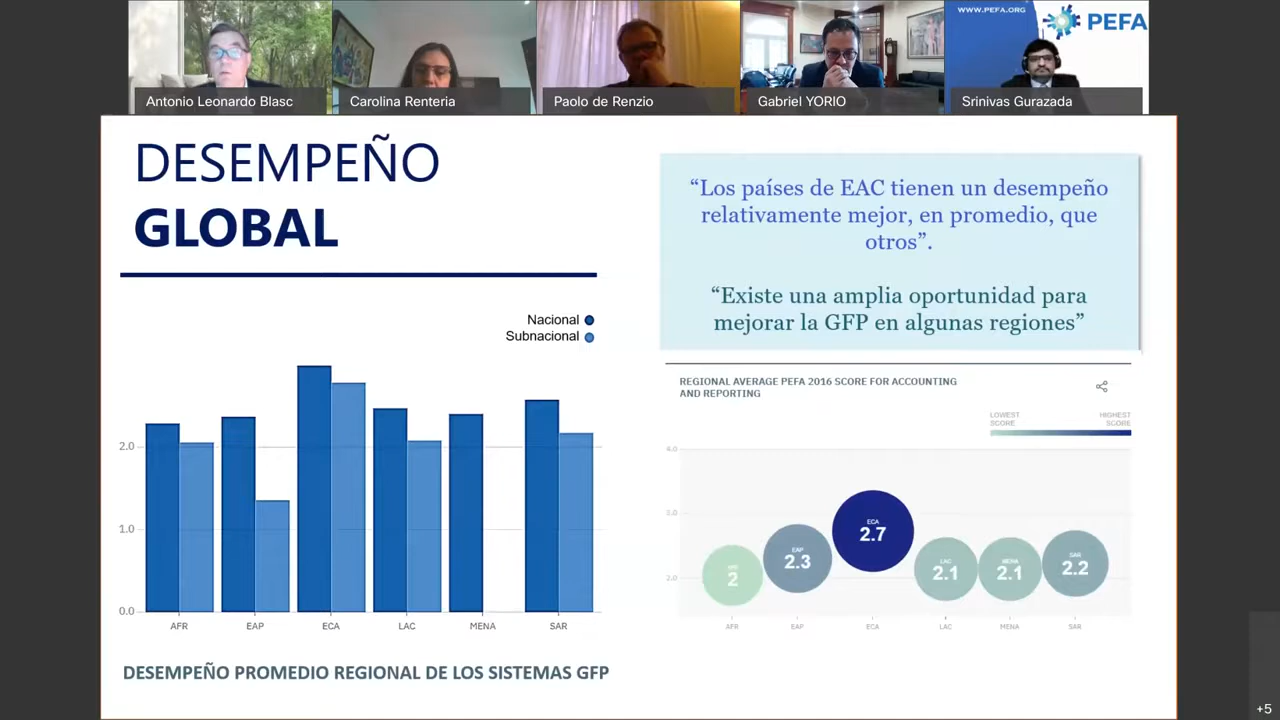 WWW.PEFA.ORG
PEFA
Antonio Leonardo Blasc
Carolina Renteria
Paolo de Renzio
Gabriel YORIO
Srinivas Gurazada
DESEMPEÑO
GLOBAL
Nacional
Subnacional
2.0
1.0
0.0
AFR
EAP
ECA
LAC
MENA
SAR
DESEMPEÑO PROMEDIO REGIONAL DE LOS SISTEMAS GFP
“Los países de EAC tienen un desempeño
relativamente mejor, en promedio, que
otros”.
“Existe una amplia oportunidad para
mejorar la GFP en algunas regiones”
REGIONAL AVERAGE PEFA 2016 SCORE FOR ACCOUNTING
AND REPORTING
LOWEST
SCORE
HIGHEST
SCORE
4.0
3.0
2.0
AFR
2
EAP
2.3
ECA
2.7
LAC
2.1
MENA
2.1
SAR
2.2
AFR
EAP
ECA
LAC
MENA
SAR
+5